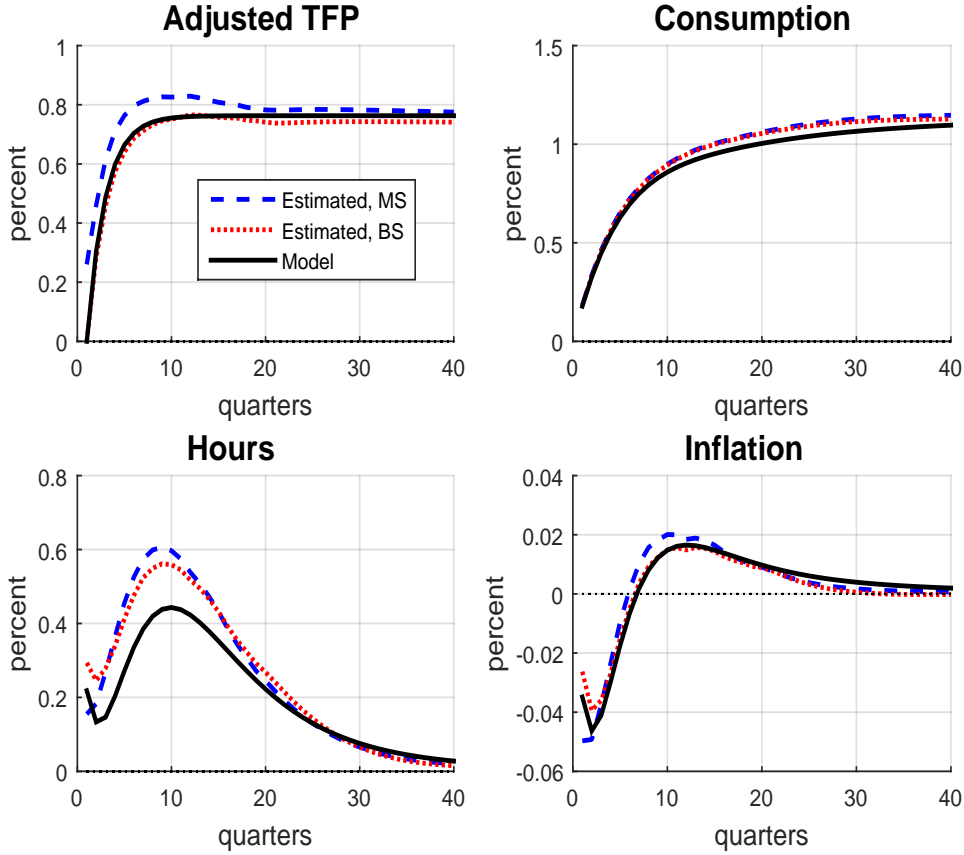 Adjusted TFP
1
0.8
0.6
0.4
0.2
0
percent
0 10 20 30 40
quarters
Estimated, MS
Estimated, BS
Model
Consumption
1.5
1
0.5
0
percent
0 10 20 30 40
quarters
Hours
0.8
0.6
0.4
0.2
0
percent
0 10 20 30 40
quarters
Inflation
0.04
0.02
0
-0.02
-0.04
-0.06
percent
0 10 20 30 40
quarters